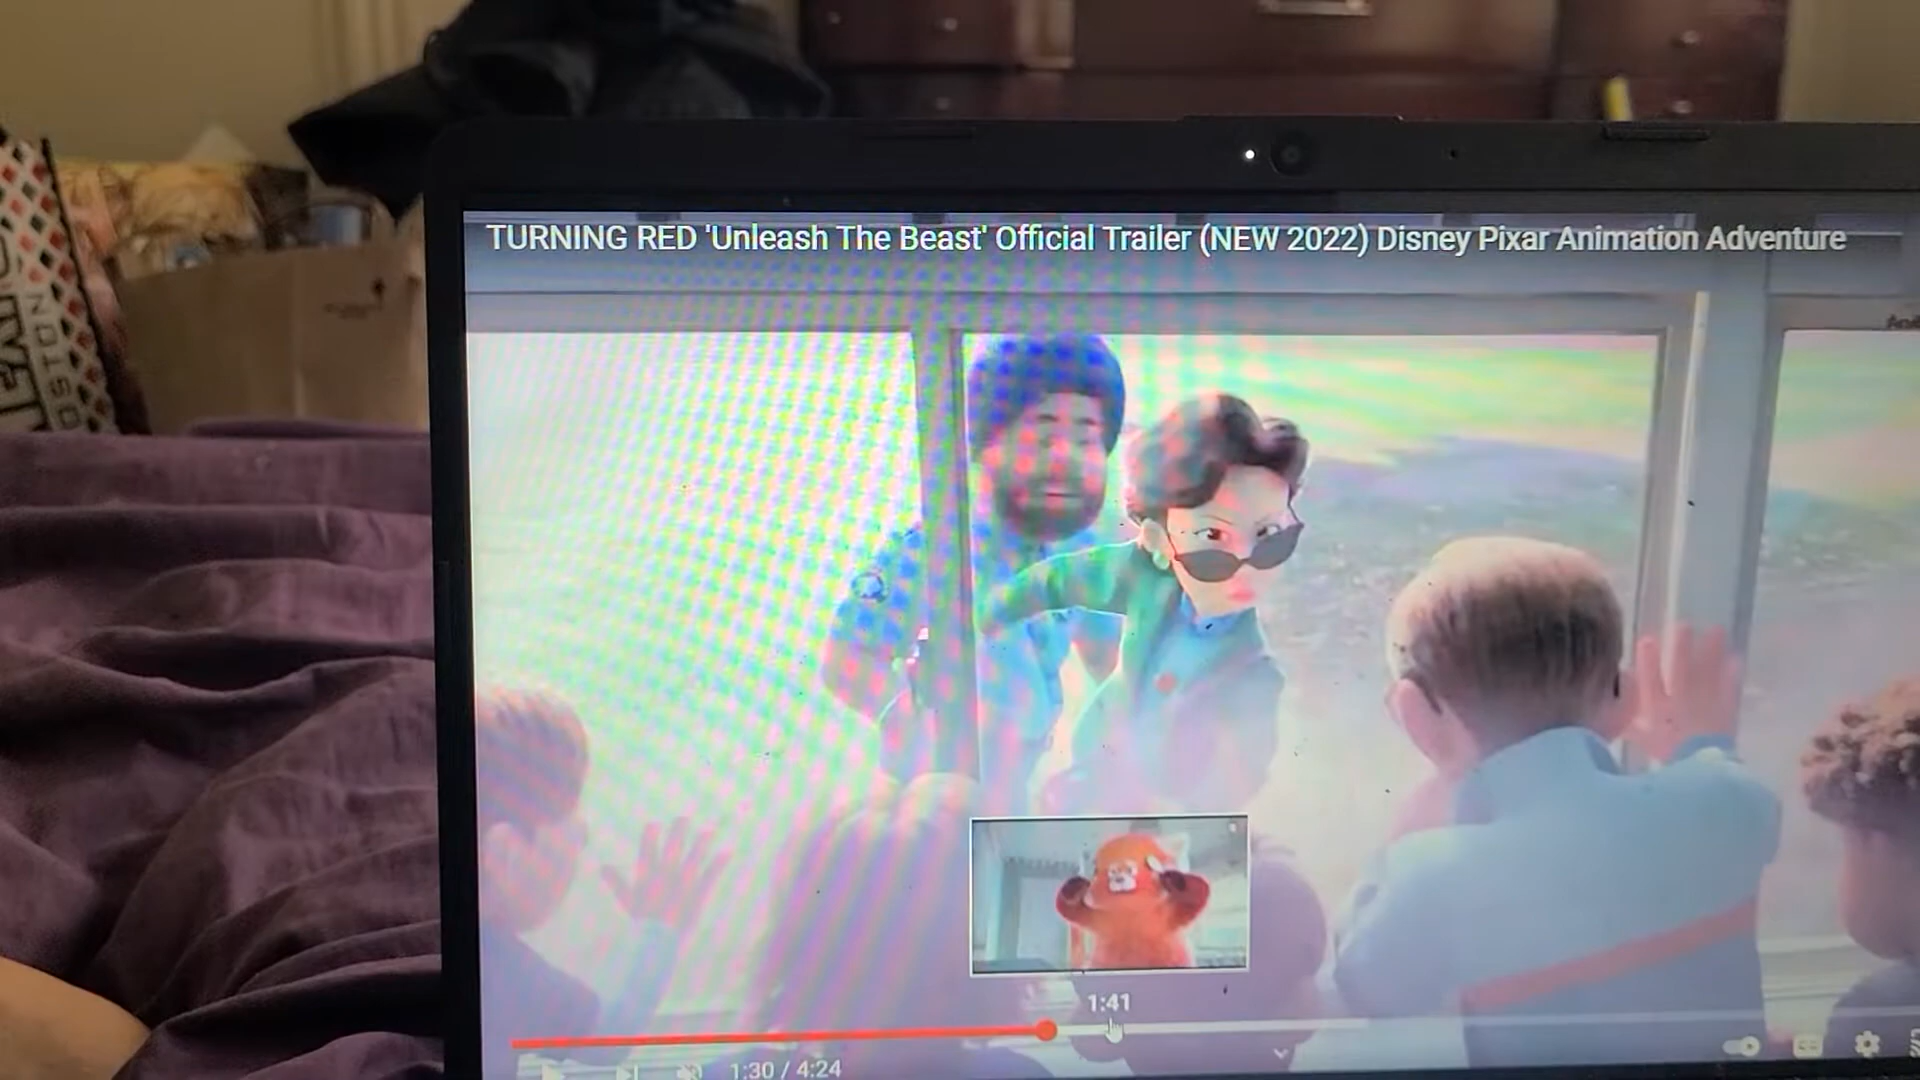 TURNING RED 'Unleash The Beast' Official Trailer (NEW 2022) Disney Pixar Animation Adventure
1:41
1:30 / 4:24